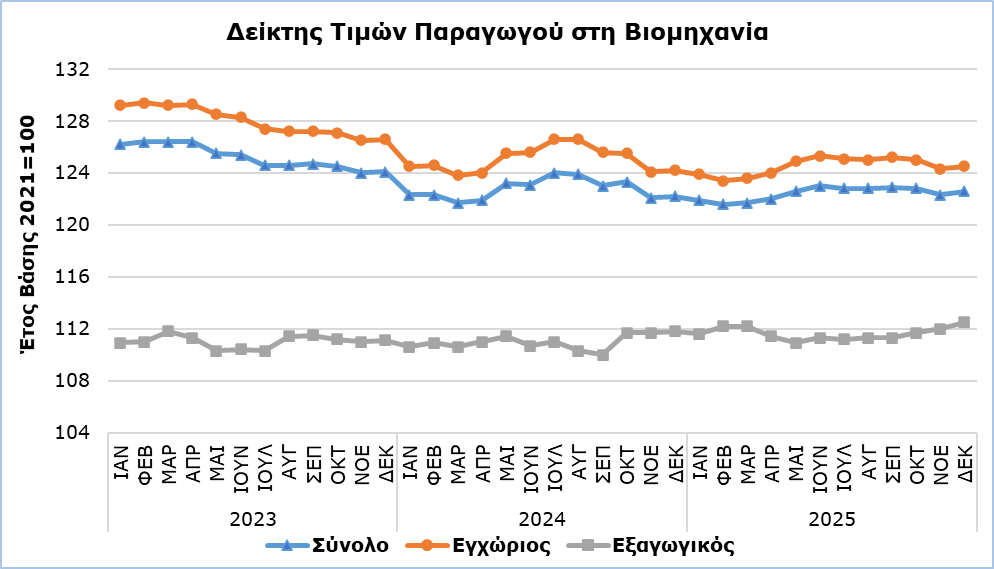 Δείκτης Τιμών Παραγωγού στη Βιομηχανία
Έτος Βάσης 2021=100
132
128
124
120
116
112
108
104
ΙΑΝ ΦΕΒ ΜΑΡ ΑΠΡ ΜΑΙ ΙΟΥΝ ΙΟΥΛ ΑΥΓ ΣΕΠ ΟΚΤ ΝΟΕ ΔΕΚ ΙΑΝ ΦΕΒ ΜΑΡ ΑΠΡ ΜΑΙ ΙΟΥΝ ΙΟΥΛ ΑΥΓ ΣΕΠ ΟΚΤ ΝΟΕ ΔΕΚ ΙΑΝ ΦΕΒ ΜΑΡ ΑΠΡ ΜΑΙ ΙΟΥΝ ΙΟΥΛ ΑΥΓ ΣΕΠ ΟΚΤ ΝΟΕ ΔΕΚ
2023 2024 2025
Σύνολο Εγχώριος Εξαγωγικός